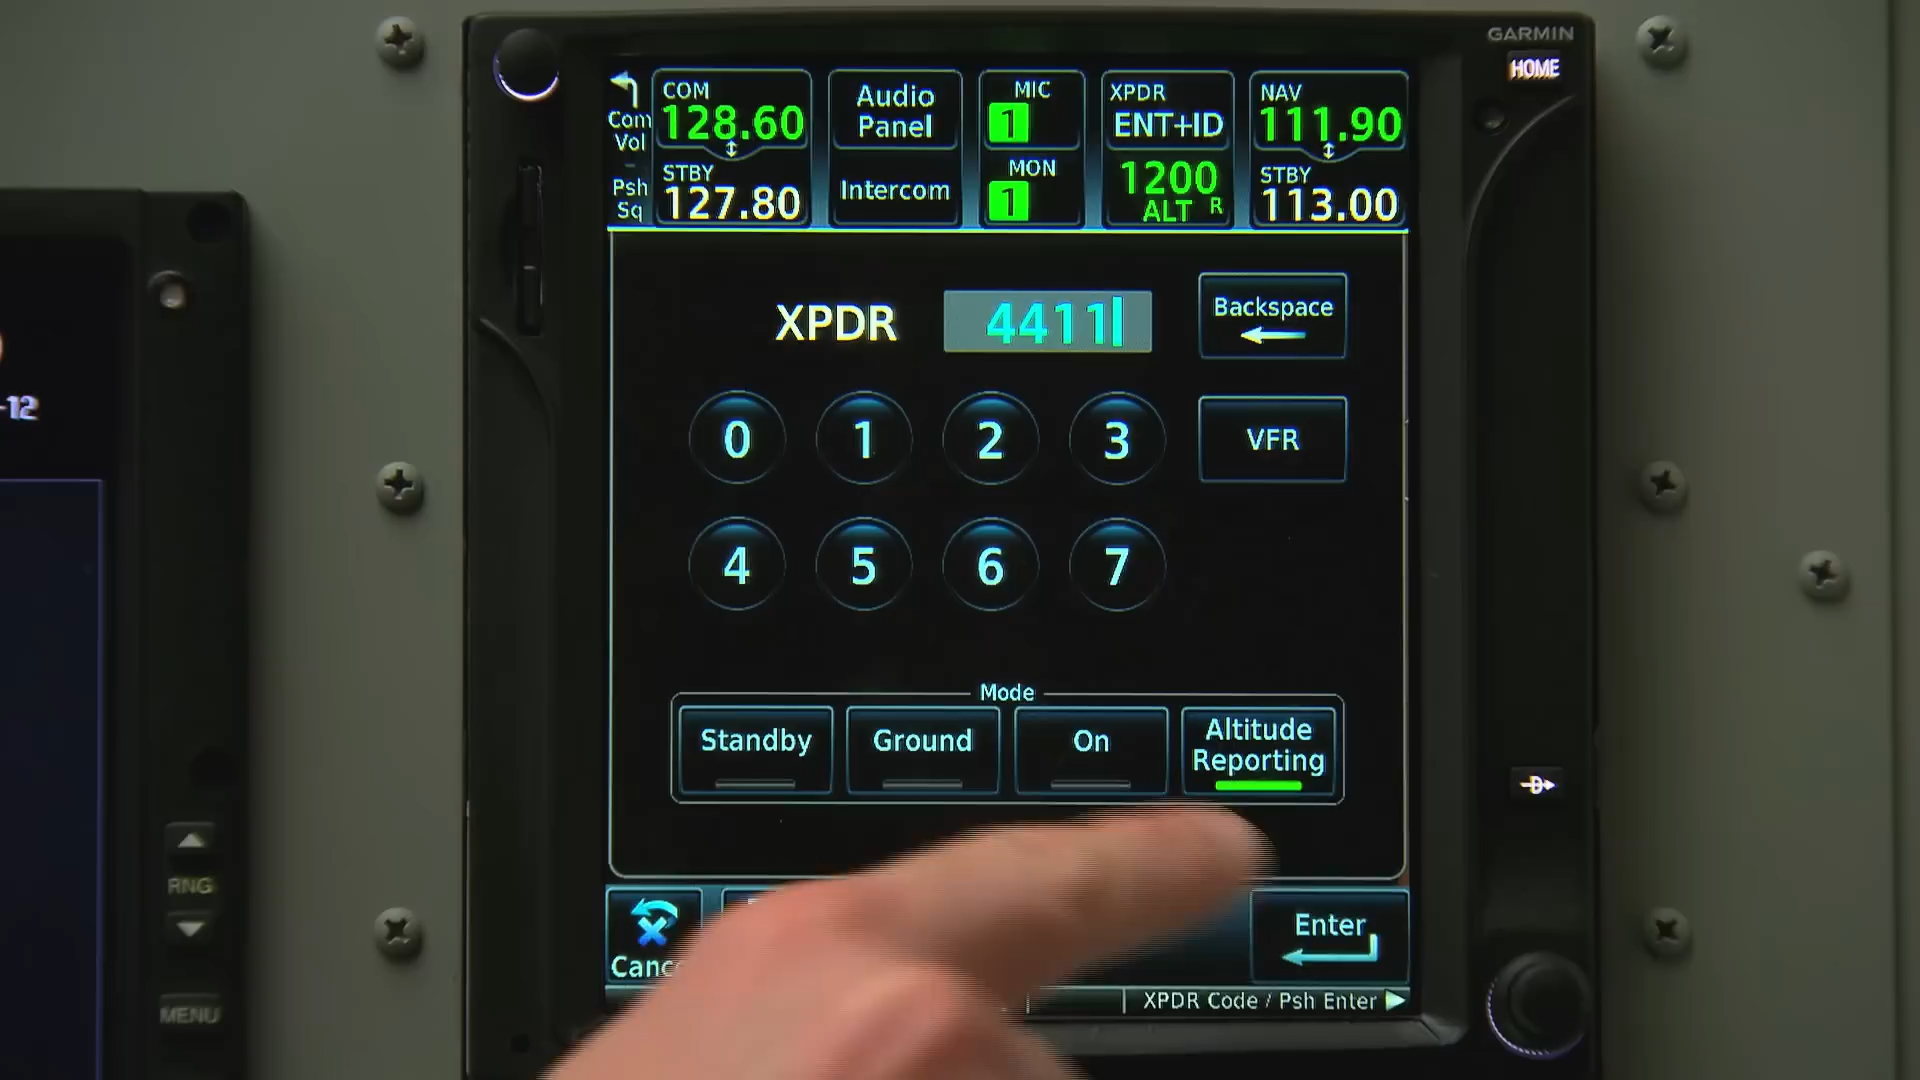 GARMIN
HOME
Com
Vol
Psh
Sq
COM
128.60
STBY
127.80
Audio
Panel
Intercom
MIC
1
MON
1
XPDR
ENT+ID
1200
ALT R
NAV
111.90
STBY
113.00
XPDR 4411
Backspace
0 1 2 3
VFR
4 5 6 7
Mode
Standby
Ground
On
Altitude
Reporting
Enter
XPDR Code / Psh Enter
-12
RNG
MENU
D